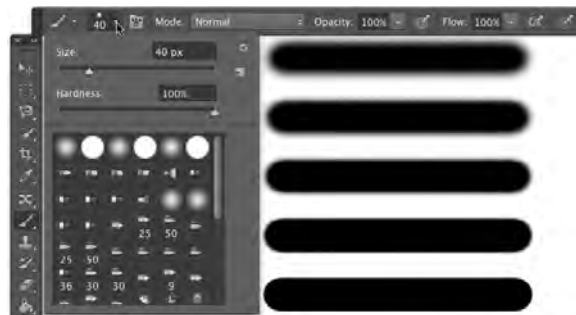 40 Mode: Normal Opacity: 100% Flow: 100%
Size: 40 px
Hardness: 100%
25 50
25 50
36 30 30 9